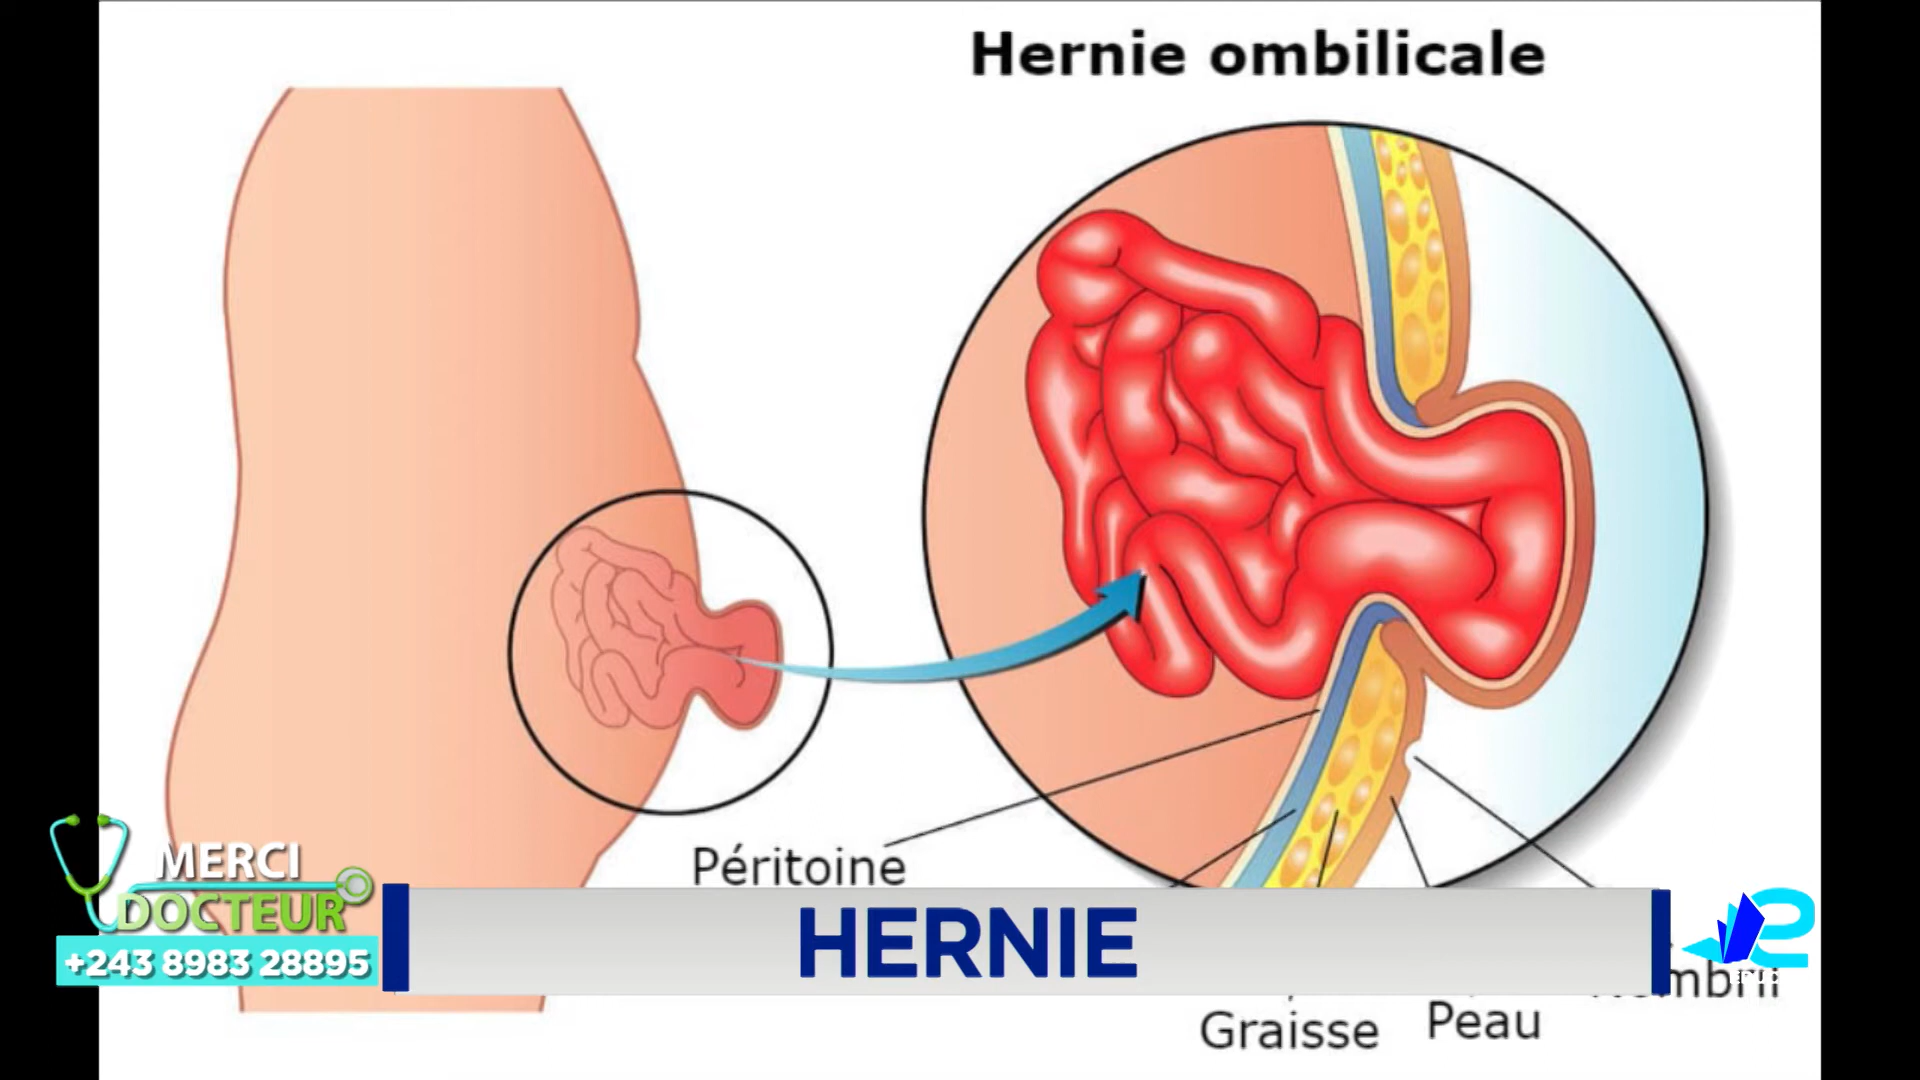 Hernie ombilicale
Péritoine
MERCI
DOCTEUR
+243 8983 28895
HERNIE
Graisse
Peau